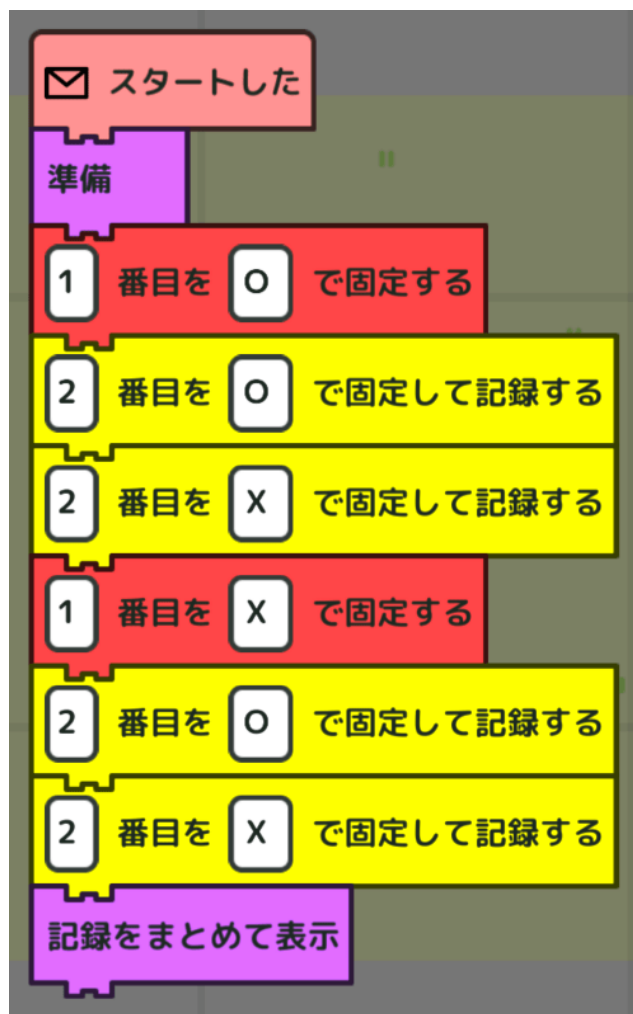 スタートした
準備
1 番目を O で固定する
2 番目を O で固定して記録する
2 番目を X で固定して記録する
1 番目を X で固定する
2 番目を O で固定して記録する
2 番目を X で固定して記録する
記録をまとめて表示